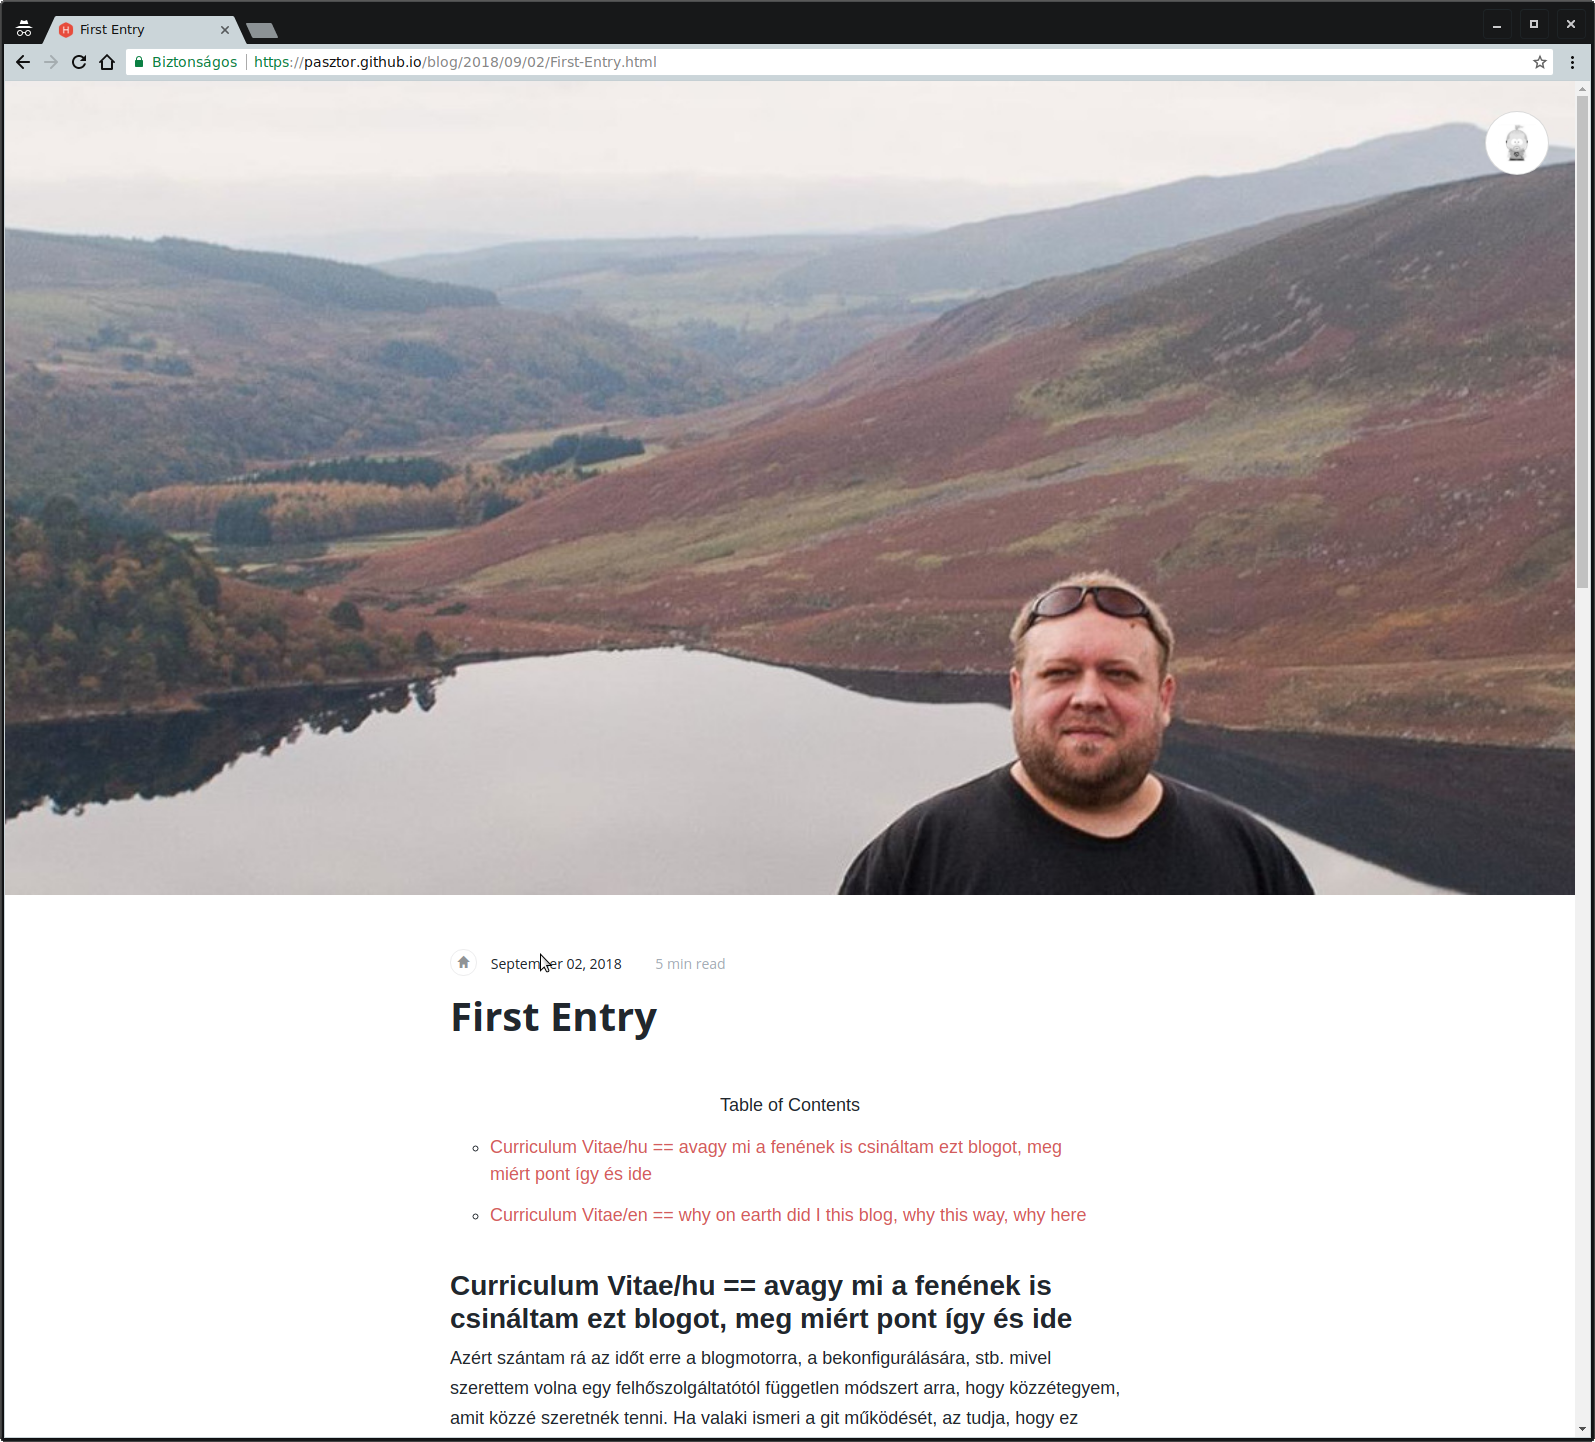 First Entry
Biztonságos https://pasztor.github.io/blog/2018/09/02/First-Entry.html
September 02, 2018 5 min read
First Entry
Table of Contents
Curriculum Vitae/hu == avagy mi a fenének is csináltam ezt blogot, meg
miért pont így és ide
Curriculum Vitae/en == why on earth did I this blog, why this way, why here
Curriculum Vitae/hu == avagy mi a fenének is
csináltam ezt blogot, meg miért pont így és ide
Azért szántam rá az időt erre a blogmotorra, a bekonfigurálására, stb. mivel
szerettem volna egy felhőszolgáltatótól független módszert arra, hogy közzétegyem,
amit közzé szeretnék tenni. Ha valaki ismeri a git működését, az tudja, hogy ez